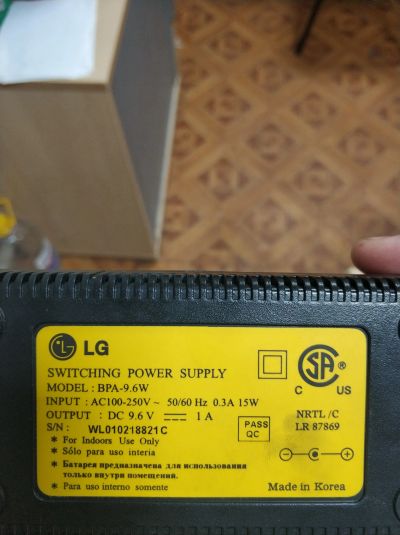 LG
SWITCHING POWER SUPPLY
MODEL : BPA-9.6W
INPUT : AC100-250V ~ 50/60 Hz 0.3A 15W
OUTPUT : DC 9.6 V ⎓ 1 A
S/N : WL010218821C
PASS
QC
* For Indoors Use Only
* Sólo para uso interia
* Батарея предназначена для использования
только внутри помещений.
* Para uso interno somente
SA ®
C US
NRTL /C
LR 87869
- +
Made in Korea